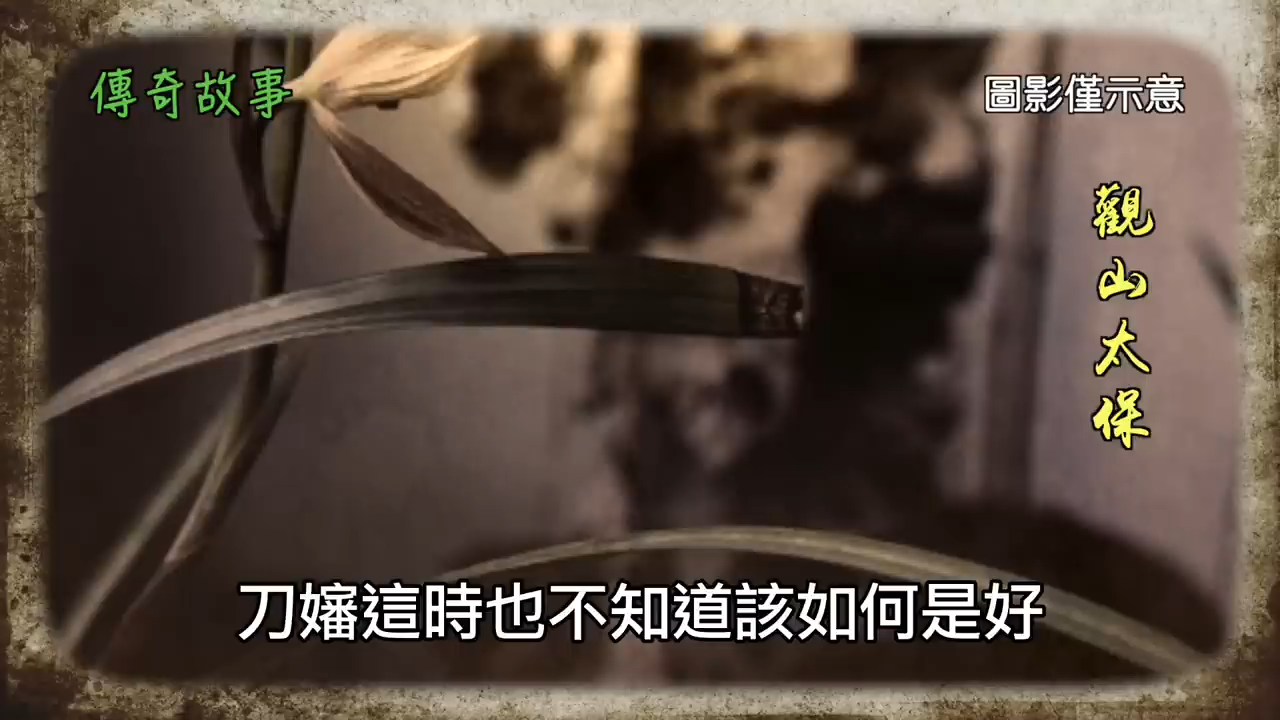 傳奇故事
圖影僅示意
觀山太保
刀嬸這時也不知道該如何是好